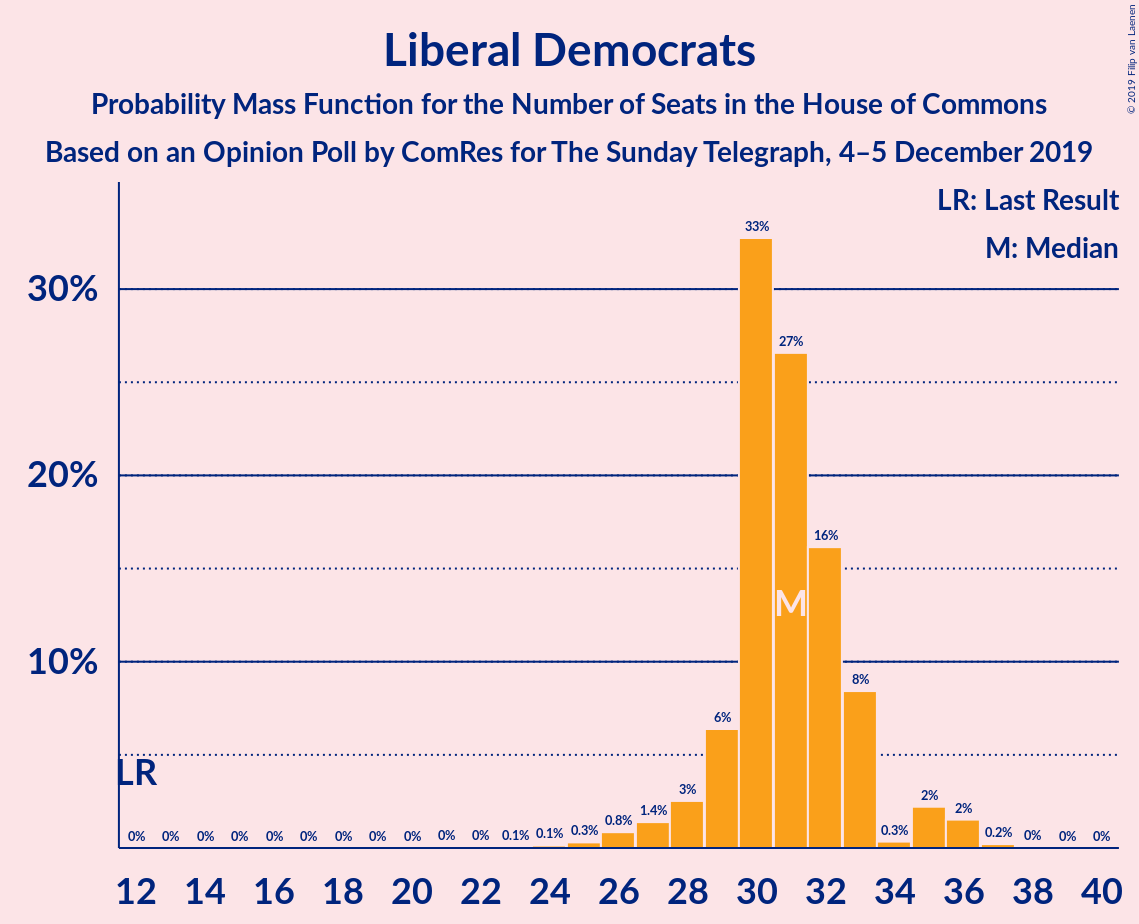 Liberal Democrats
Probability Mass Function for the Number of Seats in the House of Commons
Based on an Opinion Poll by ComRes for The Sunday Telegraph, 4–5 December 2019
© 2019 Filip van Laenen
LR: Last Result
M: Median
30%
20%
10%
33%
27%
16%
M
8%
6%
LR
0% 0% 0% 0% 0% 0% 0% 0% 0% 0% 0% 0.1% 0.1% 0.3% 0.8% 1.4% 3% 0.3% 2% 2% 0.2% 0% 0% 0%
12 14 16 18 20 22 24 26 28 30 32 34 36 38 40